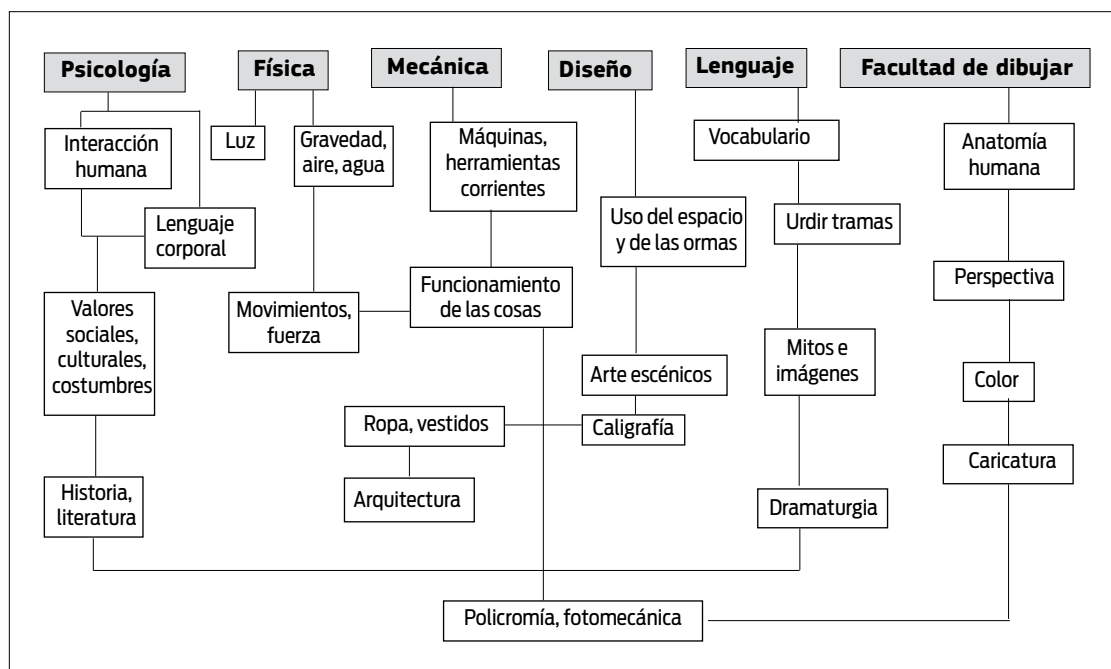 Psicología
Física
Mecánica
Diseño
Lenguaje
Facultad de dibujar
Interacción
humana
Luz
Gravedad,
aire, agua
Máquinas,
herramientas
corrientes
Vocabulario
Anatomía
humana
Lenguaje
corporal
Uso del espacio
y de las ormas
Urdir tramas
Valores
sociales,
culturales,
costumbres
Movimientos,
fuerza
Funcionamiento
de las cosas
Perspectiva
Mitos e
imágenes
Arte escénicos
Color
Ropa, vestidos
Caligrafía
Caricatura
Historia,
literatura
Arquitectura
Dramaturgia
Policromía, fotomecánica